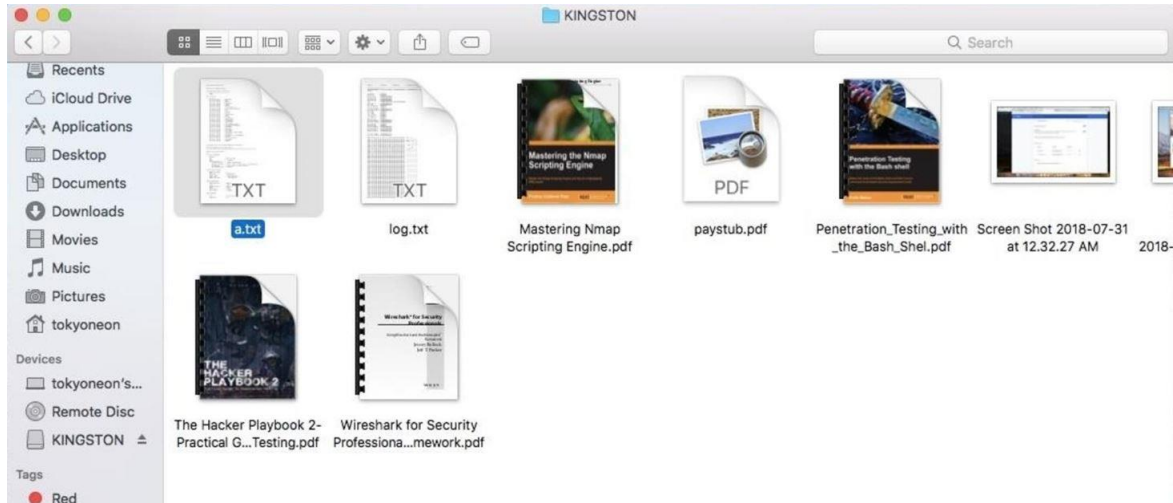 KINGSTON
Search
Recents
iCloud Drive
Applications
Desktop
Documents
Downloads
Movies
Music
Pictures
tokyoneon
Devices
tokyoneon's...
Remote Disc
KINGSTON
Tags
Red
TXT
TXT
Mastering the Nmap
Scripting Engine
PDF
Penetration Testing
with the Bash shell
a.txt
log.txt
Mastering Nmap
Scripting Engine.pdf
paystub.pdf
Penetration_Testing_with
_the_Bash_Shel.pdf
Screen Shot 2018-07-31
at 12.32.27 AM
2018-
THE
HACKER
PLAYBOOK 2
Wireshark® for Security
Professionals
The Hacker Playbook 2-
Practical G...Testing.pdf
Wireshark for Security
Professiona...mework.pdf